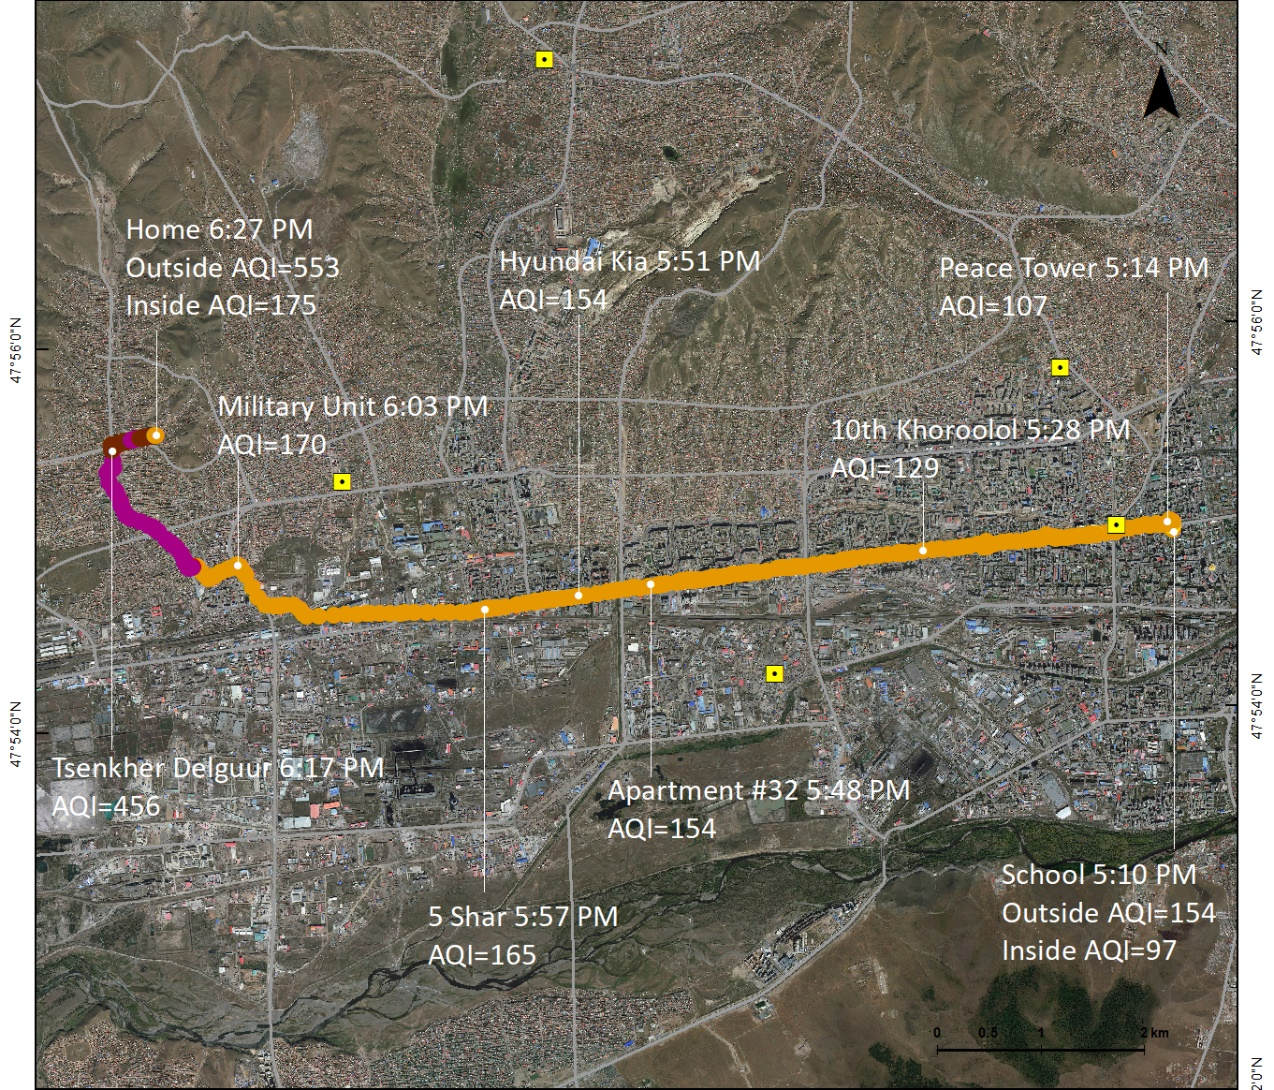 N
Home 6:27 PM
Outside AQI=553
Inside AQI=175
Hyundai Kia 5:51 PM
AQI=154
Peace Tower 5:14 PM
AQI=107
47°56'0"N
47°56'0"N
Military Unit 6:03 PM
AQI=170
10th Khoroolol 5:28 PM
AQI=129
47°54'0"N
47°54'0"N
Tsenkher Delguur 6:17 PM
AQI=456
Apartment #32 5:48 PM
AQI=154
School 5:10 PM
Outside AQI=154
Inside AQI=97
5 Shar 5:57 PM
AQI=165
0 0.5 1 2 km
2'0"N